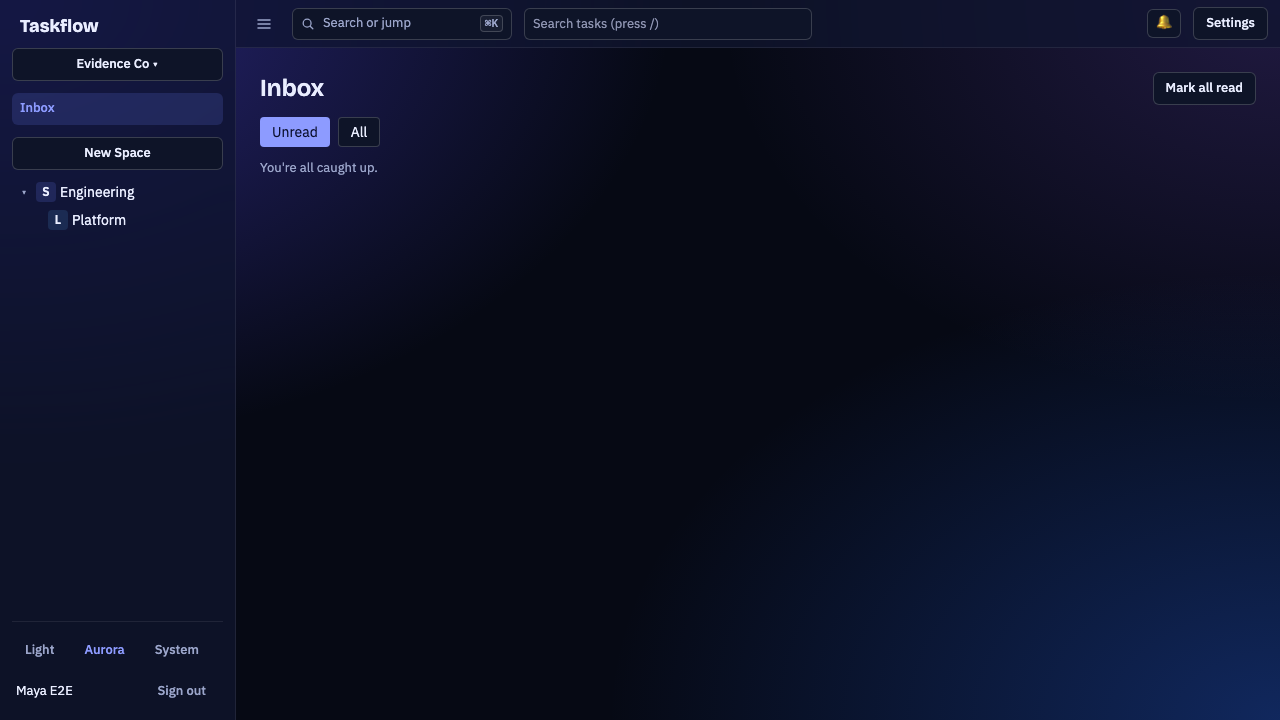 Taskflow
Evidence Co ▾
Inbox
New Space
▾ S Engineering
L Platform
Light Aurora System
Maya E2E Sign out
Search or jump ⌘K
Search tasks (press /)
Settings
Inbox
Mark all read
Unread All
You're all caught up.